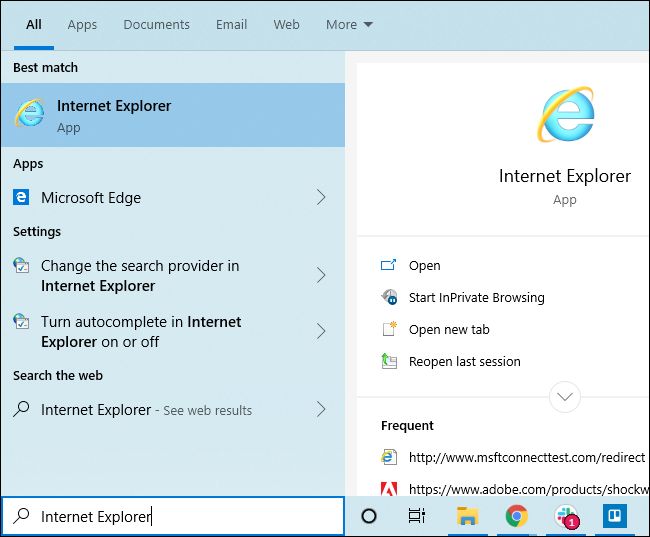 All Apps Documents Email Web More
Best match
Internet Explorer
App
Apps
Microsoft Edge
Settings
Change the search provider in
Internet Explorer
Turn autocomplete in Internet
Explorer on or off
Search the web
Internet Explorer - See web results
Internet Explorer
App
Open
Start InPrivate Browsing
Open new tab
Reopen last session
Frequent
http://www.msftconnecttest.com/redirect
https://www.adobe.com/products/shockw
Internet Explorer
1